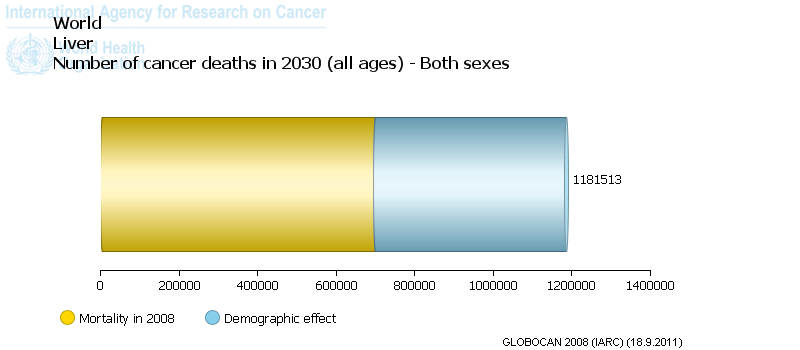 International Agency for Research on Cancer
World
Liver
World Health
Number of cancer deaths in 2030 (all ages) - Both sexes
1181513
0 200000 400000 600000 800000 1000000 1200000 1400000
Mortality in 2008 Demographic effect
GLOBOCAN 2008 (IARC) (18.9.2011)